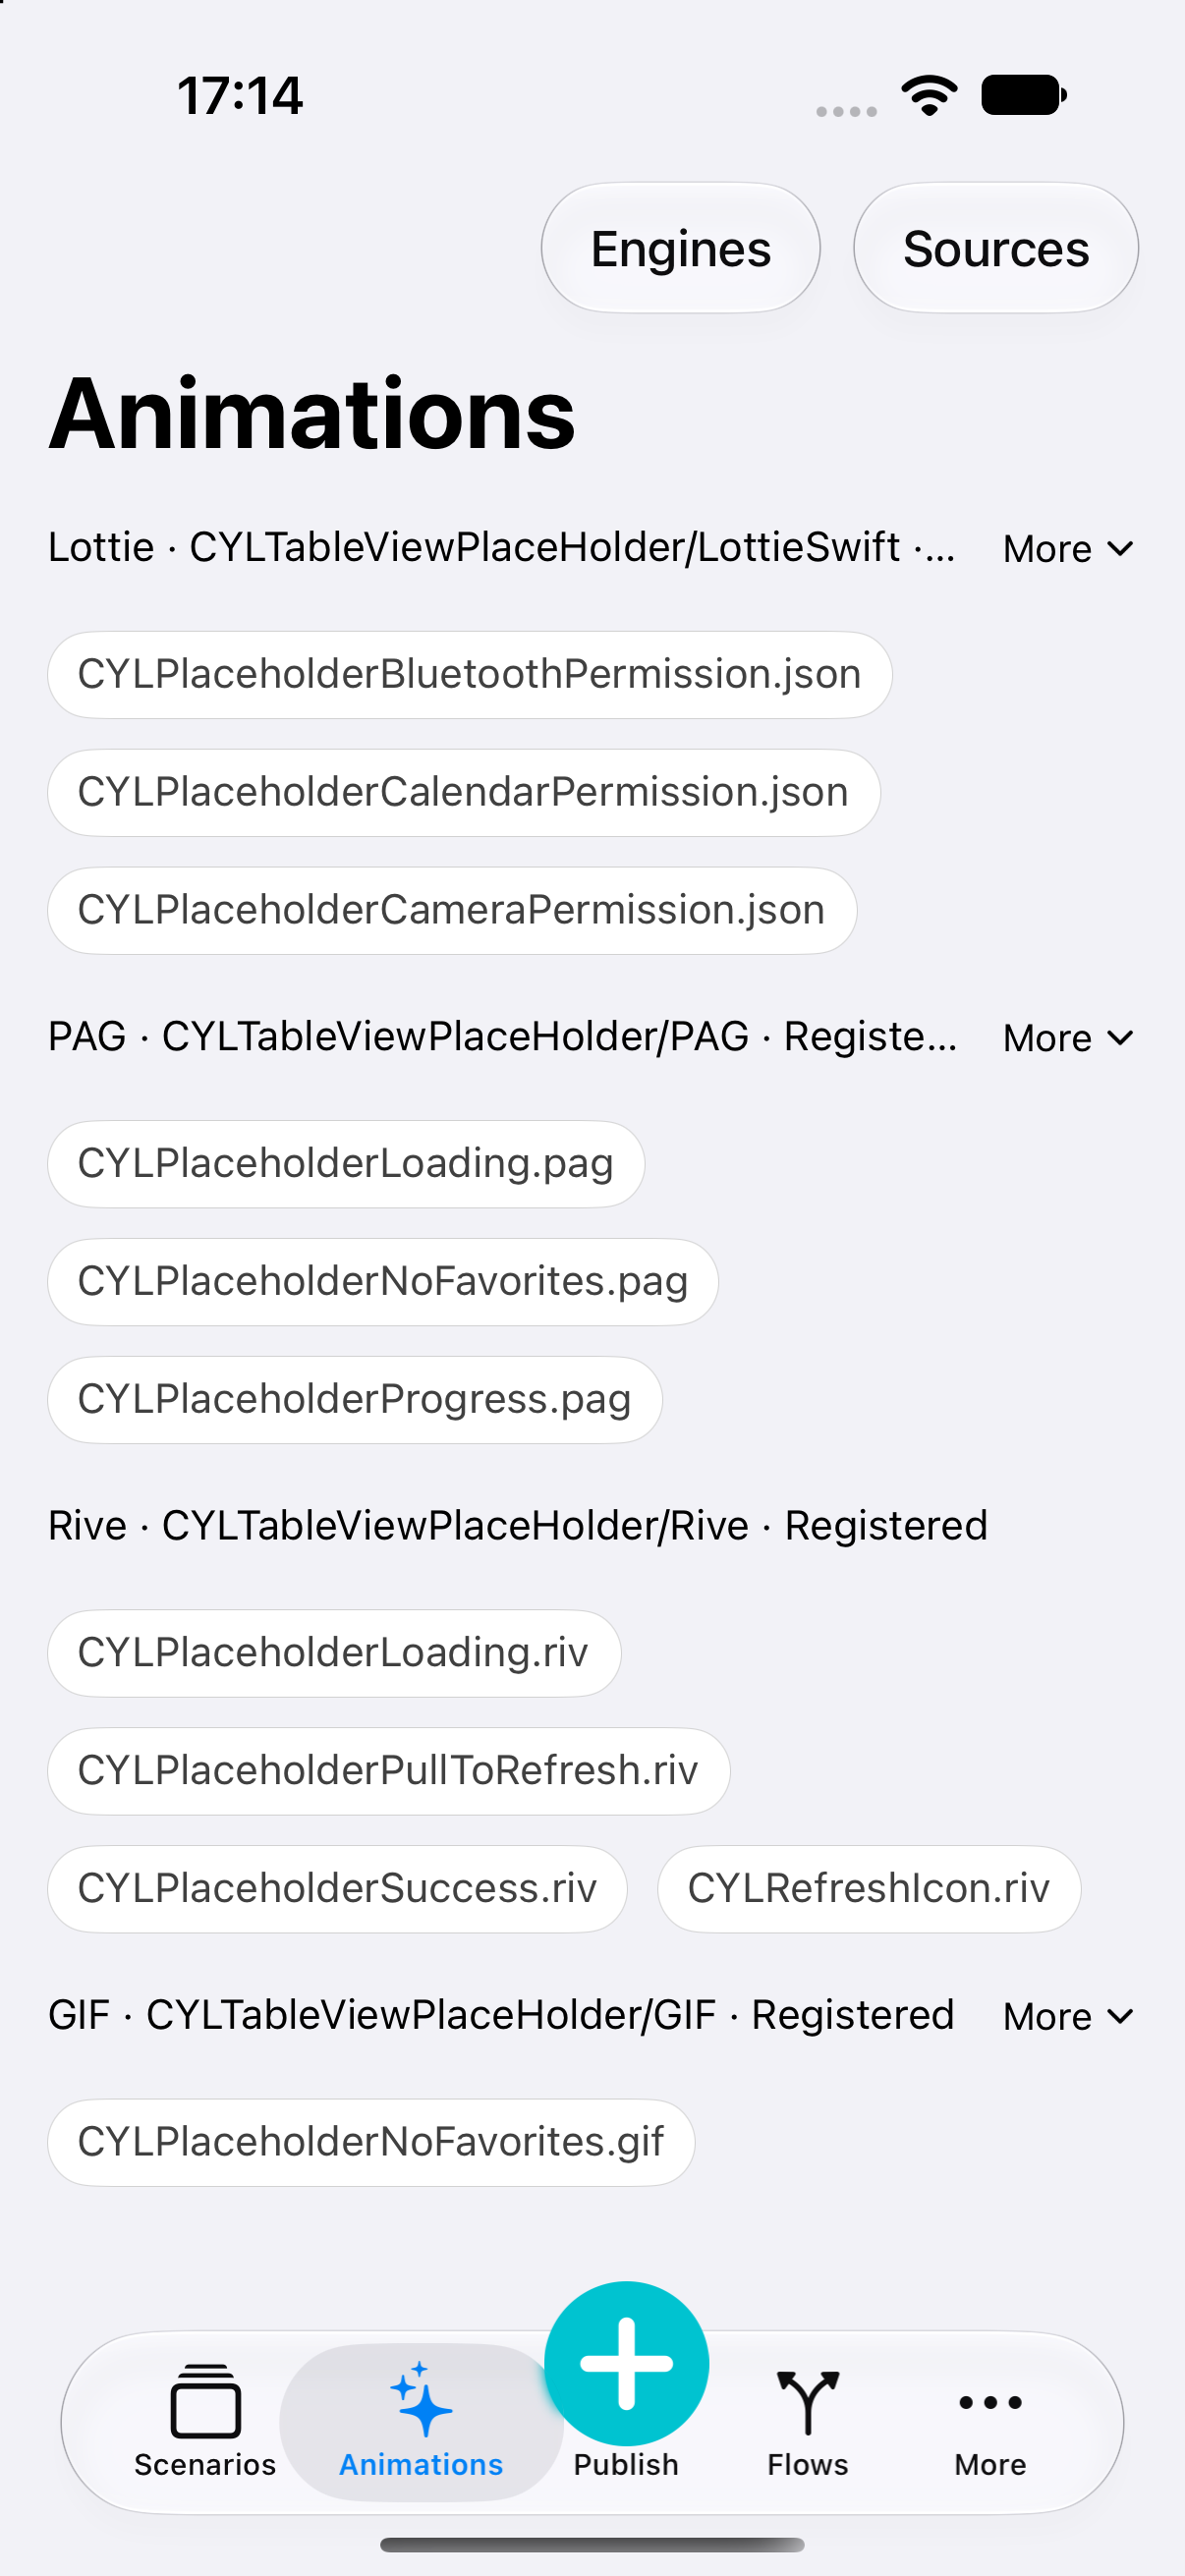 17:14
Engines
Sources
Animations
Lottie · CYLTableViewPlaceHolder/LottieSwift ·...
More
CYLPlaceholderBluetoothPermission.json
CYLPlaceholderCalendarPermission.json
CYLPlaceholderCameraPermission.json
PAG · CYLTableViewPlaceHolder/PAG · Registe...
More
CYLPlaceholderLoading.pag
CYLPlaceholderNoFavorites.pag
CYLPlaceholderProgress.pag
Rive · CYLTableViewPlaceHolder/Rive · Registered
CYLPlaceholderLoading.riv
CYLPlaceholderPullToRefresh.riv
CYLPlaceholderSuccess.riv
CYLRefreshIcon.riv
GIF · CYLTableViewPlaceHolder/GIF · Registered
More
CYLPlaceholderNoFavorites.gif
Scenarios
Animations
Publish
Flows
More